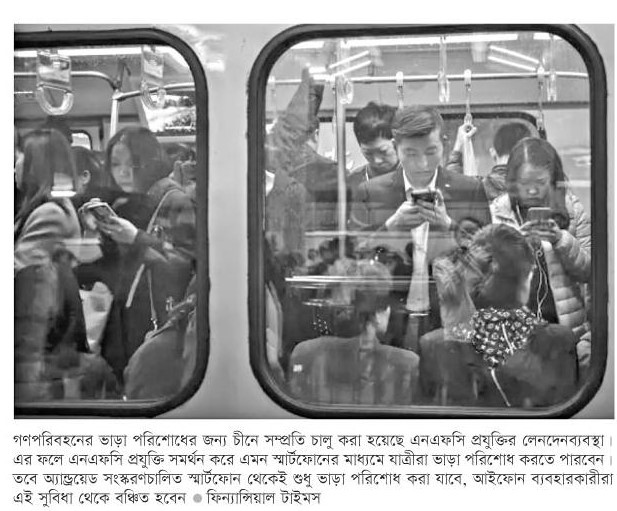 গণপরিবহনের ভাড়া পরিশোধের জন্য চীনে সম্প্রতি চালু করা হয়েছে এনএফসি প্রযুক্তির লেনদেনব্যবস্থা।
এর ফলে এনএফসি প্রযুক্তি সমর্থন করে এমন স্মার্টফোনের মাধ্যমে যাত্রীরা ভাড়া পরিশোধ করতে পারবেন।
তবে অ্যান্ড্রয়েড সংস্করণচালিত স্মার্টফোন থেকেই শুধু ভাড়া পরিশোধ করা যাবে, আইফোন ব্যবহারকারীরা
এই সুবিধা থেকে বঞ্চিত হবেন ● ফিন্যান্সিয়াল টাইমস